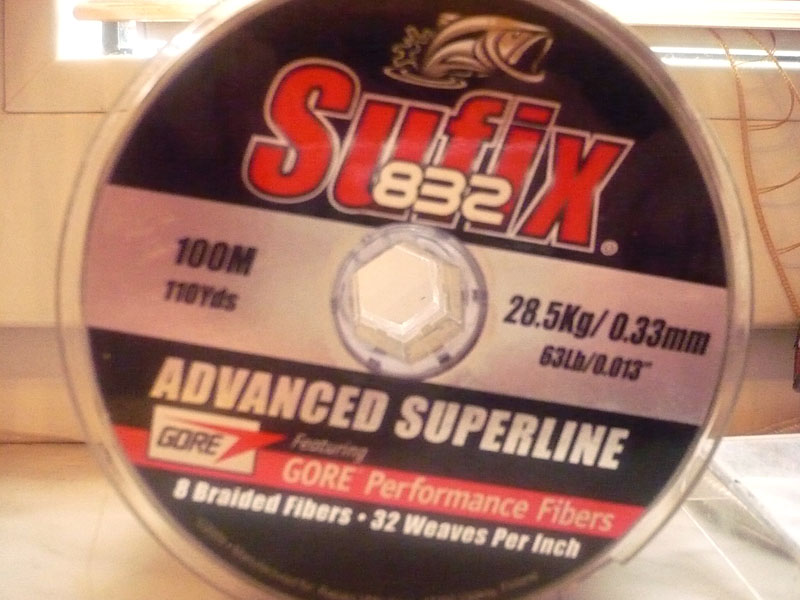 Sufix
832
100M
110Yds
28.5Kg/ 0.33mm
63Lb/0.013"
ADVANCED SUPERLINE
GORE
Featuring
GORE Performance Fibers
8 Braided Fibers • 32 Weaves Per Inch